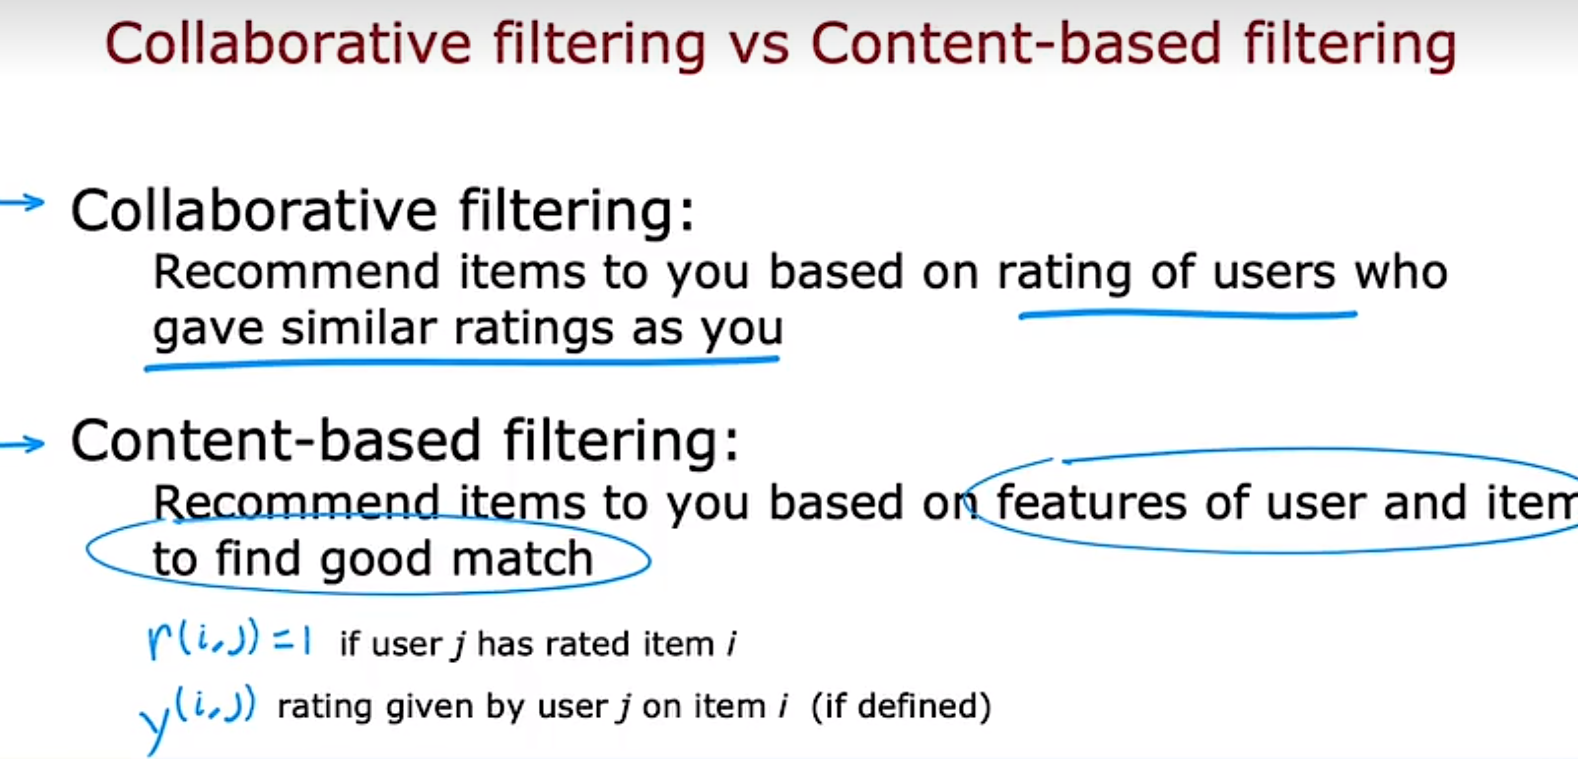 Collaborative filtering vs Content-based filtering
→ Collaborative filtering:
Recommend items to you based on rating of users who
gave similar ratings as you
→ Content-based filtering:
Recommend items to you based on features of user and item
to find good match
r(i,j)=1 if user j has rated item i
y(i,j) rating given by user j on item i (if defined)